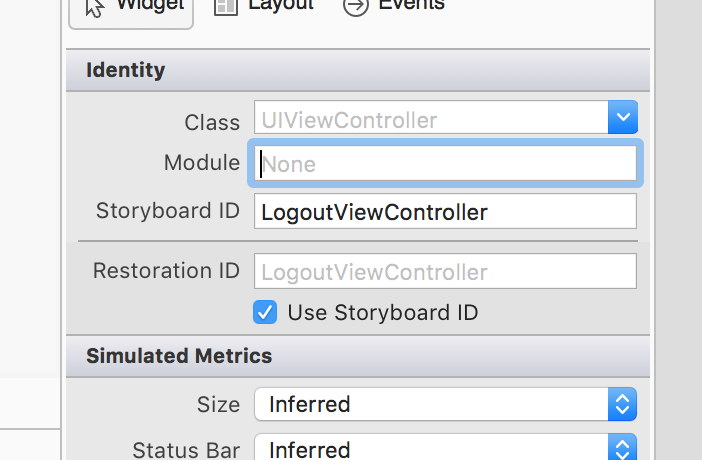 Widget Layout Events
Identity
Class UIViewController
Module None
Storyboard ID LogoutViewController
Restoration ID LogoutViewController
Use Storyboard ID
Simulated Metrics
Size Inferred
Status Bar Inferred